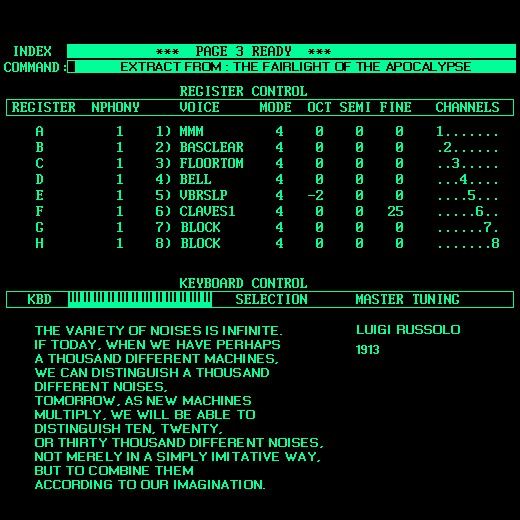 INDEX *** PAGE 3 READY ***
COMMAND: EXTRACT FROM : THE FAIRLIGHT OF THE APOCALYPSE
REGISTER CONTROL
REGISTER NPHONY VOICE MODE OCT SEMI FINE CHANNELS
A 1 1) MMM 4 0 0 0 1.......
B 1 2) BASCLEAR 4 0 0 0 .2......
C 1 3) FLOORTOM 4 0 0 0 ..3.....
D 1 4) BELL 4 0 0 0 ...4....
E 1 5) VBRSLP 4 -2 0 0 ....5...
F 1 6) CLAVES1 4 0 0 25 .....6..
G 1 7) BLOCK 4 0 0 0 ......7.
H 1 8) BLOCK 4 0 0 0 .......8
KEYBOARD CONTROL
KBD SELECTION MASTER TUNING
THE VARIETY OF NOISES IS INFINITE.
IF TODAY, WHEN WE HAVE PERHAPS
A THOUSAND DIFFERENT MACHINES,
WE CAN DISTINGUISH A THOUSAND
DIFFERENT NOISES,
TOMORROW, AS NEW MACHINES
MULTIPLY, WE WILL BE ABLE TO
DISTINGUISH TEN, TWENTY,
OR THIRTY THOUSAND DIFFERENT NOISES,
NOT MERELY IN A SIMPLY IMITATIVE WAY,
BUT TO COMBINE THEM
ACCORDING TO OUR IMAGINATION.
LUIGI RUSSOLO
1913